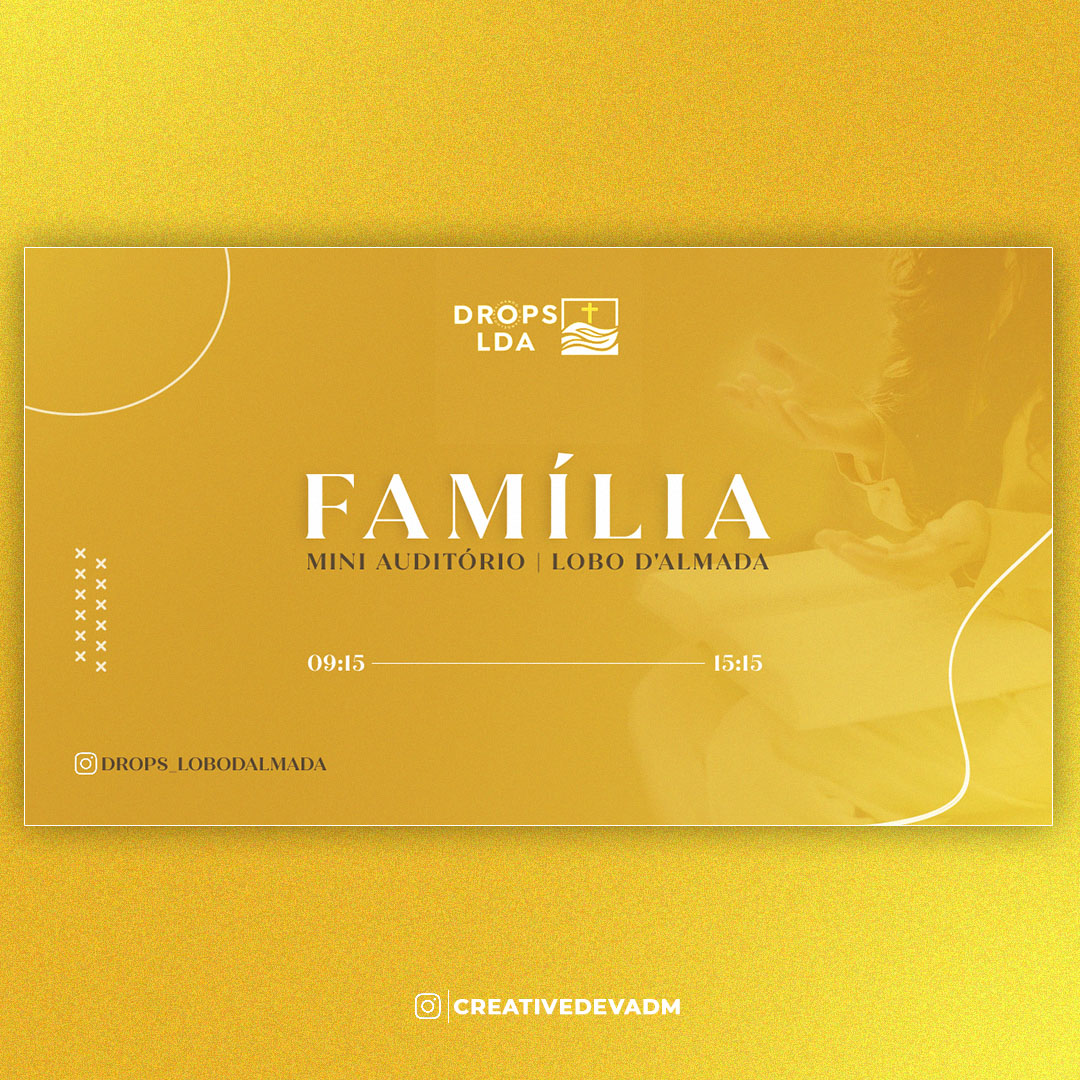 DROPS
LDA
FAMÍLIA
MINI AUDITÓRIO | LOBO D'ALMADA
09:15 15:15
DROPS_LOBODALMADA
CREATIVEDEVADM